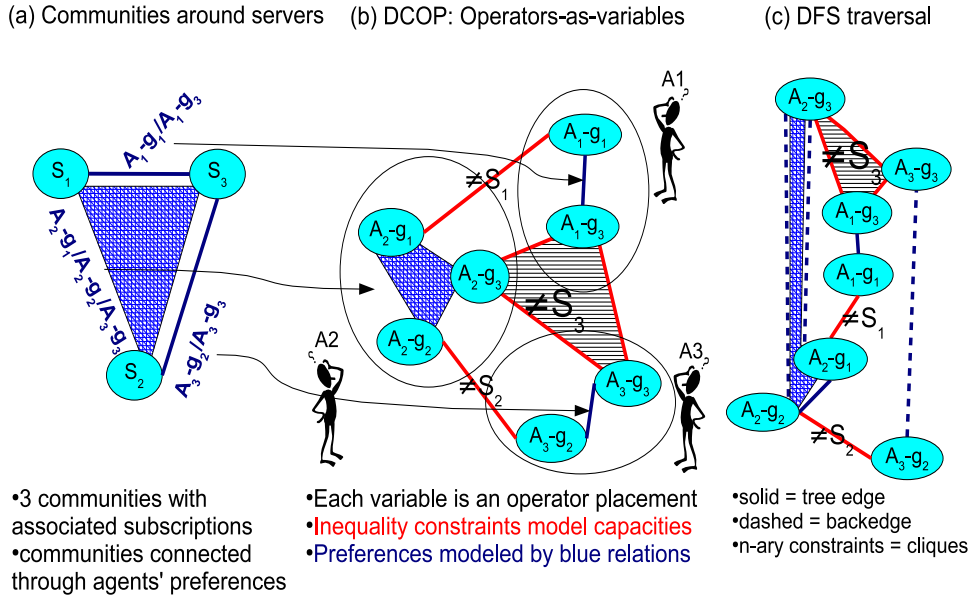 (a) Communities around servers
A₁-g₁/A₁-g₃
S₁
S₃
A₂-g₁/A₂-g₂/A₃-g₃
A₃-g₂/A₃-g₃
S₂
•3 communities with
associated subscriptions
•communities connected
through agents' preferences
(b) DCOP: Operators-as-variables
A1
?
A₁-g₁
≠S₁
A₂-g₁
A₁-g₃
A₂-g₃
≠S₃
A₂-g₂
A2
?
A3
?
≠S₂
A₃-g₃
A₃-g₂
•Each variable is an operator placement
•Inequality constraints model capacities
•Preferences modeled by blue relations
(c) DFS traversal
A₂-g₃
≠S₃
A₃-g₃
A₁-g₃
A₁-g₁
≠S₁
A₂-g₁
A₂-g₂
≠S₂
A₃-g₂
•solid = tree edge
•dashed = backedge
•n-ary constraints = cliques